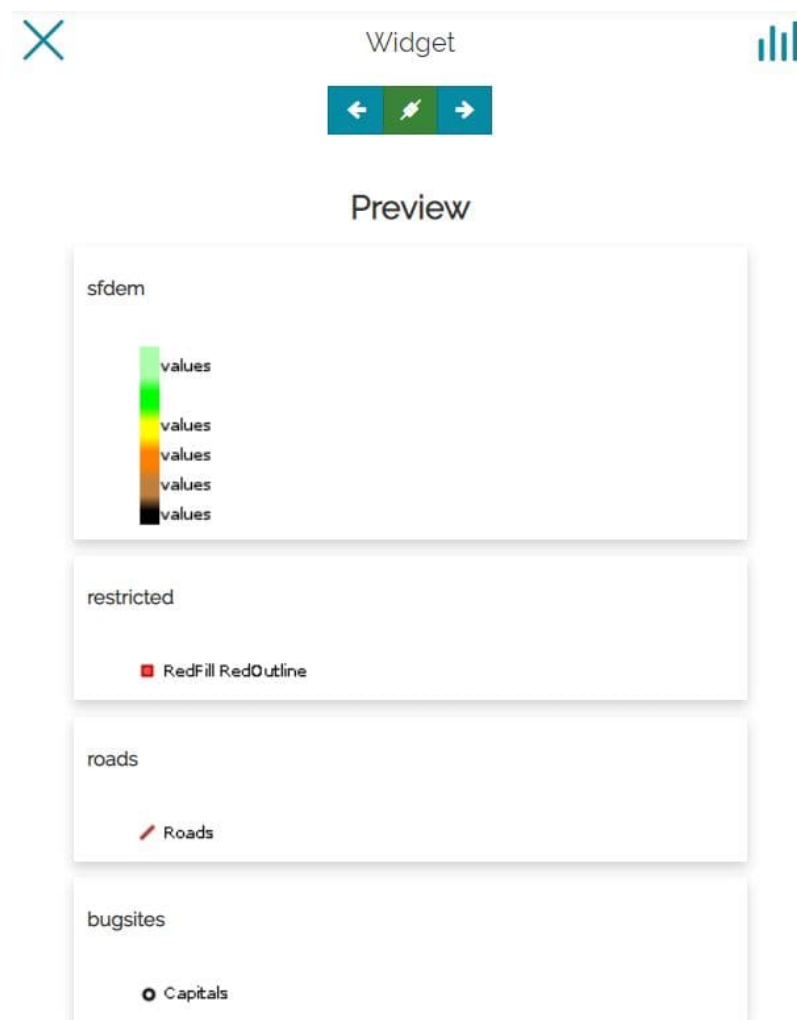 Widget
Preview
sfdem
values
values
values
values
values
restricted
RedFill RedOutline
roads
Roads
bugsites
Capitals